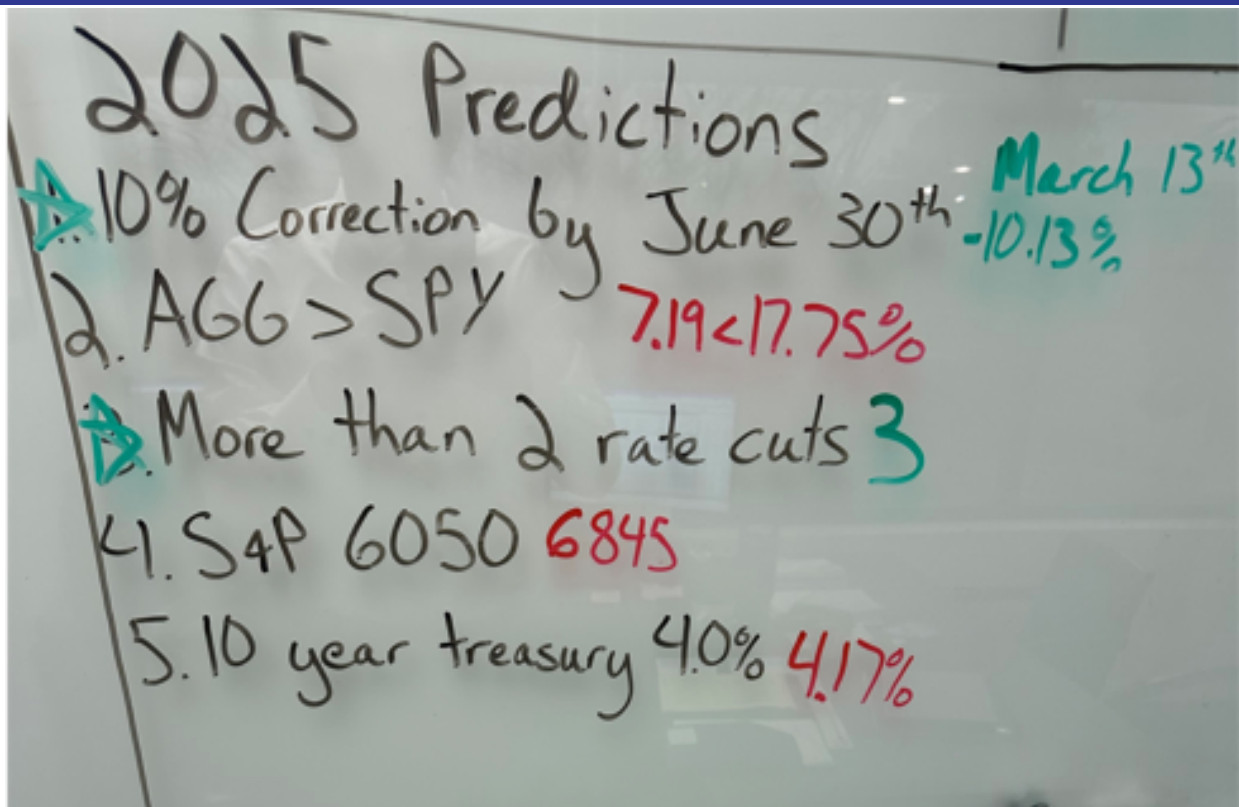 2025 Predictions
10% Correction by June 30th March 13th
-10.13%
2. AGG > SPY 7.19<17.75%
3. More than 2 rate cuts 3
4. S&P 6050 6845
5. 10 year treasury 4.0% 4.17%